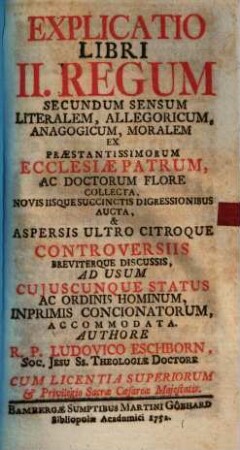 EXPLICATIO
LIBRI
II. REGUM
SECUNDUM SENSUM
LITERALEM, ALLEGORICUM,
ANAGOGICUM, MORALEM
EX
PRÆSTANTISSIMORUM
ECCLESIÆ PATRUM,
AC DOCTORUM FLORE
COLLECTA,
NOVIS IISQUE SUCCINCTIS DIGRESSIONIBUS
AUCTA,
&
ASPERSIS ULTRO CITROQUE
CONTROVERSIIS
BREVITERQUE DISCUSSIS,
AD USUM
CUJUSCUNQUE STATUS
AC ORDINIS HOMINUM,
INPRIMIS CONCIONATORUM,
ACCOMMODATA.
AUTHORE
R. P. LUDOVICO ESCHBORN,
SOC. JESU SS. THEOLOGIÆ DOCTORE
CUM LICENTIA SUPERIORUM
& Privilegio Sacræ Cæsareæ Majestatis.
BAMBERGÆ SUMPTIBUS MARTINI GÖBHARD
Bibliopolæ Academici 1752.